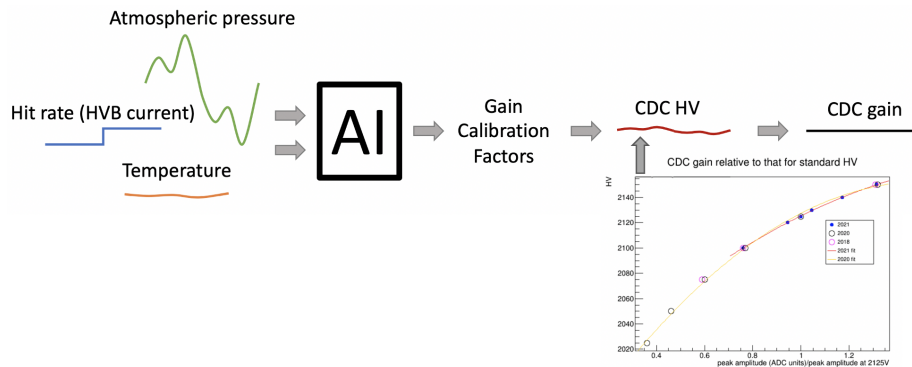 Atmospheric pressure
Hit rate (HVB current)
Temperature
AI
Gain
Calibration
Factors
CDC HV
CDC gain
CDC gain relative to that for standard HV
HV
2140
2120
2100
2080
2060
2040
2020
2021
2020
2018
2021 fit
2020 fit
0.4 0.6 0.8 1 1.2
peak amplitude (ADC units)/peak amplitude at 2125V